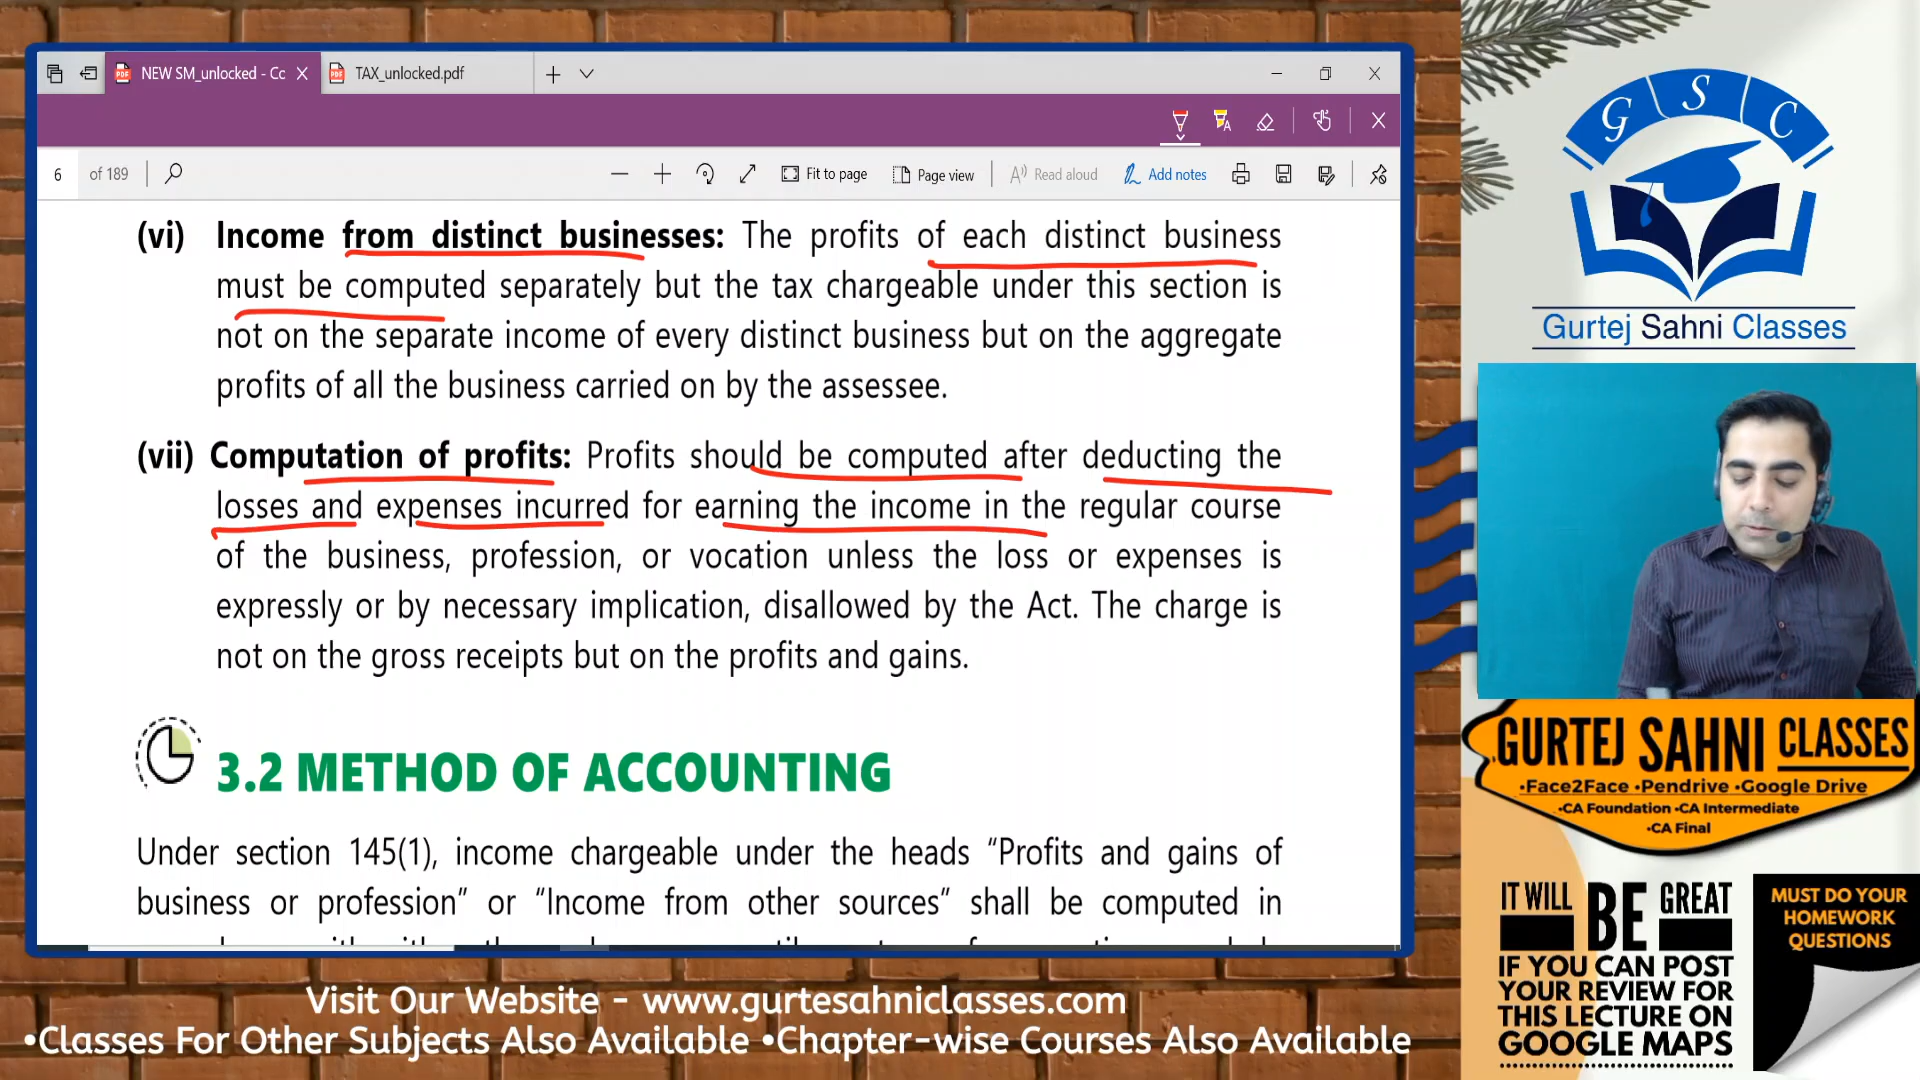 NEW SM_unlocked - Cc
TAX_unlocked.pdf
6 of 189
Fit to page
Page view
Read aloud
Add notes
(vi) Income from distinct businesses: The profits of each distinct business
must be computed separately but the tax chargeable under this section is
not on the separate income of every distinct business but on the aggregate
profits of all the business carried on by the assessee.
(vii) Computation of profits: Profits should be computed after deducting the
losses and expenses incurred for earning the income in the regular course
of the business, profession, or vocation unless the loss or expenses is
expressly or by necessary implication, disallowed by the Act. The charge is
not on the gross receipts but on the profits and gains.
3.2 METHOD OF ACCOUNTING
Under section 145(1), income chargeable under the heads “Profits and gains of
business or profession” or “Income from other sources” shall be computed in
G S C
Gurtej Sahni Classes
GURTEJ SAHNI CLASSES
•Face2Face •Pendrive •Google Drive
•CA Foundation •CA Intermediate
•CA Final
IT WILL BE GREAT
IF YOU CAN POST
YOUR REVIEW FOR
THIS LECTURE ON
GOOGLE MAPS
MUST DO YOUR
HOMEWORK
QUESTIONS
Visit Our Website - www.gurtesahniclasses.com
•Classes For Other Subjects Also Available •Chapter-wise Courses Also Available